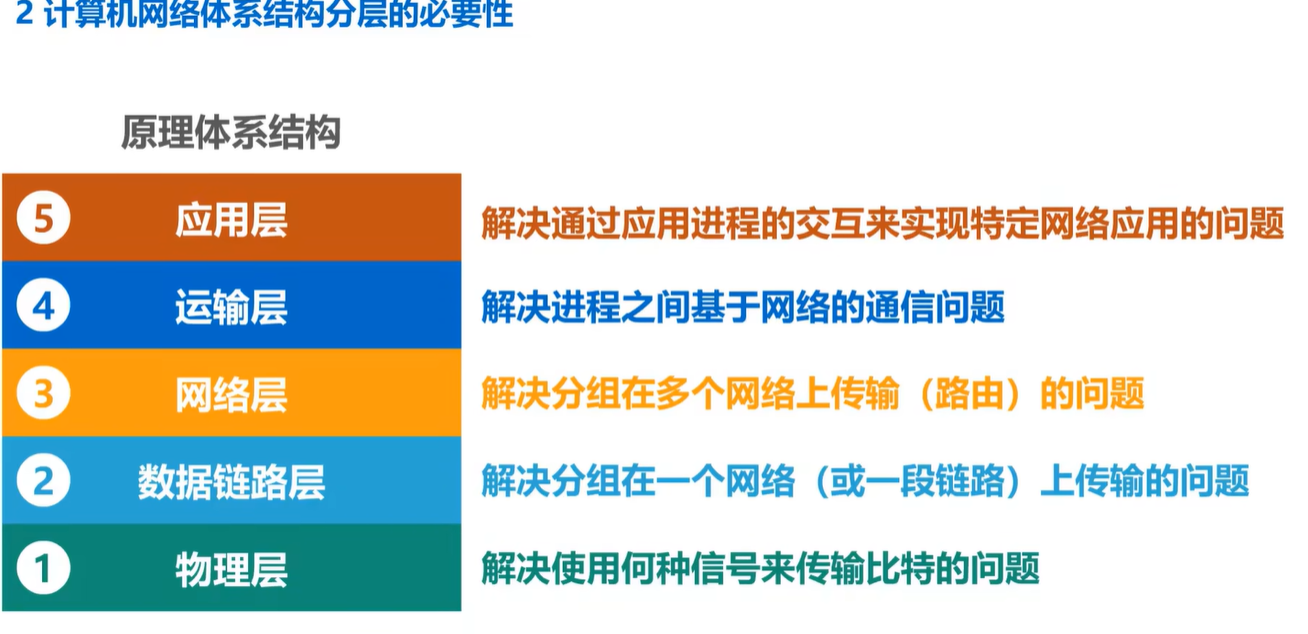 2 计算机网络体系结构分层的必要性
原理体系结构
5 应用层 解决通过应用进程的交互来实现特定网络应用的问题
4 运输层 解决进程之间基于网络的通信问题
3 网络层 解决分组在多个网络上传输（路由）的问题
2 数据链路层 解决分组在一个网络（或一段链路）上传输的问题
1 物理层 解决使用何种信号来传输比特的问题